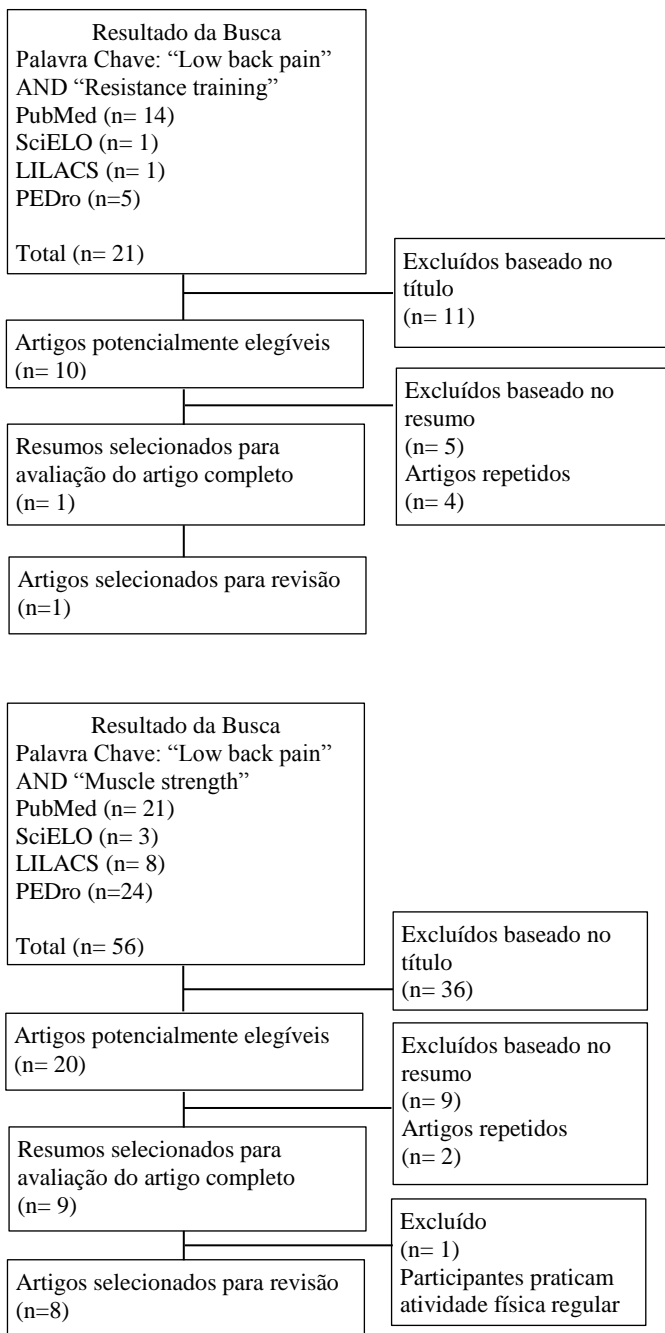 Resultado da Busca
Palavra Chave: “Low back pain”
AND “Resistance training”
PubMed (n= 14)
SciELO (n= 1)
LILACS (n= 1)
PEDro (n=5)
Total (n= 21)
Excluídos baseado no
título
(n= 11)
Artigos potencialmente elegíveis
(n= 10)
Excluídos baseado no
resumo
(n= 5)
Artigos repetidos
(n= 4)
Resumos selecionados para
avaliação do artigo completo
(n= 1)
Artigos selecionados para revisão
(n=1)
Resultado da Busca
Palavra Chave: “Low back pain”
AND “Muscle strength”
PubMed (n= 21)
SciELO (n= 3)
LILACS (n= 8)
PEDro (n=24)
Total (n= 56)
Excluídos baseado no
título
(n= 36)
Artigos potencialmente elegíveis
(n= 20)
Excluídos baseado no
resumo
(n= 9)
Artigos repetidos
(n= 2)
Resumos selecionados para
avaliação do artigo completo
(n= 9)
Excluído
(n= 1)
Participantes praticam
atividade física regular
Artigos selecionados para revisão
(n=8)